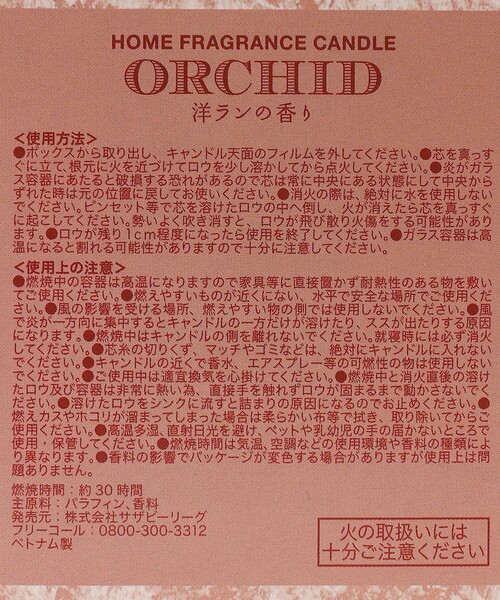 HOME FRAGRANCE CANDLE
ORCHID
洋ランの香り
<使用方法>
●ボックスから取り出し、キャンドル天面のフィルムを外してください。●芯を真っす
ぐに立て、根元に火を近づけてロウを少し溶かしてから点火してください。●炎がガラ
ス容器にあたると破損する恐れがあるので芯は常に中央にある状態にして中央から
ずれた時は元の位置に戻してお使いください。●消火の際は、絶対に水を使用しない
でください。ピンセット等で芯を溶けたロウの中へ倒し、火が消えたら芯を真っすぐ
に起こしてください。勢いよく吹き消すと、ロウが飛び散り火傷をする可能性があり
ます。●ロウが残り1cm程度になったら使用を終了してください。●ガラス容器は高
温になると割れる可能性がありますので十分に注意してください。
<使用上の注意>
●燃焼中の容器は高温になりますので家具等に直接置かず耐熱性のある物を敷い
てご使用ください。●燃えやすいものが近くにない、水平で安全な場所でご使用くだ
さい。●風の影響を受ける場所、燃えやすい物の側では使用しないでください。●風
で炎が一方向に集中するとキャンドルの一方だけが溶けたり、ススが出たりする原因
になります。●燃焼中はキャンドルの側を離れないでください。就寝時には必ず消火
してください。●芯糸の切りくず、マッチやゴミなどは、絶対にキャンドルに入れない
でください。●キャンドルの近くで香水、エアスプレー等の可燃性の物は使用しない
でください。●ご使用中は適宜換気を心掛けてください。●燃焼中と消火直後の溶け
たロウ及び容器は非常に熱い為、直接手を触れずロウが固まるまで動かさないでく
ださい。●溶けたロウをシンクに流すと詰まりの原因になるのでお止めください。●
燃えカスやホコリが溜まってしまった場合は柔らかい布等で拭き、取り除いてからご
使用ください。●高温多湿、直射日光を避け、ペットや乳幼児の手の届かないところで
使用・保管してください。●燃焼時間は気温、空調などの使用環境や香料の種類によ
り異なります。●香料の影響でパッケージが変色する場合がありますが使用上は問
題ありません。
燃焼時間：約30時間
主原料：パラフィン、香料
発売元：株式会社サザビーリーグ
フリーコール：0800-300-3312
ベトナム製
火の取扱いには
十分ご注意ください